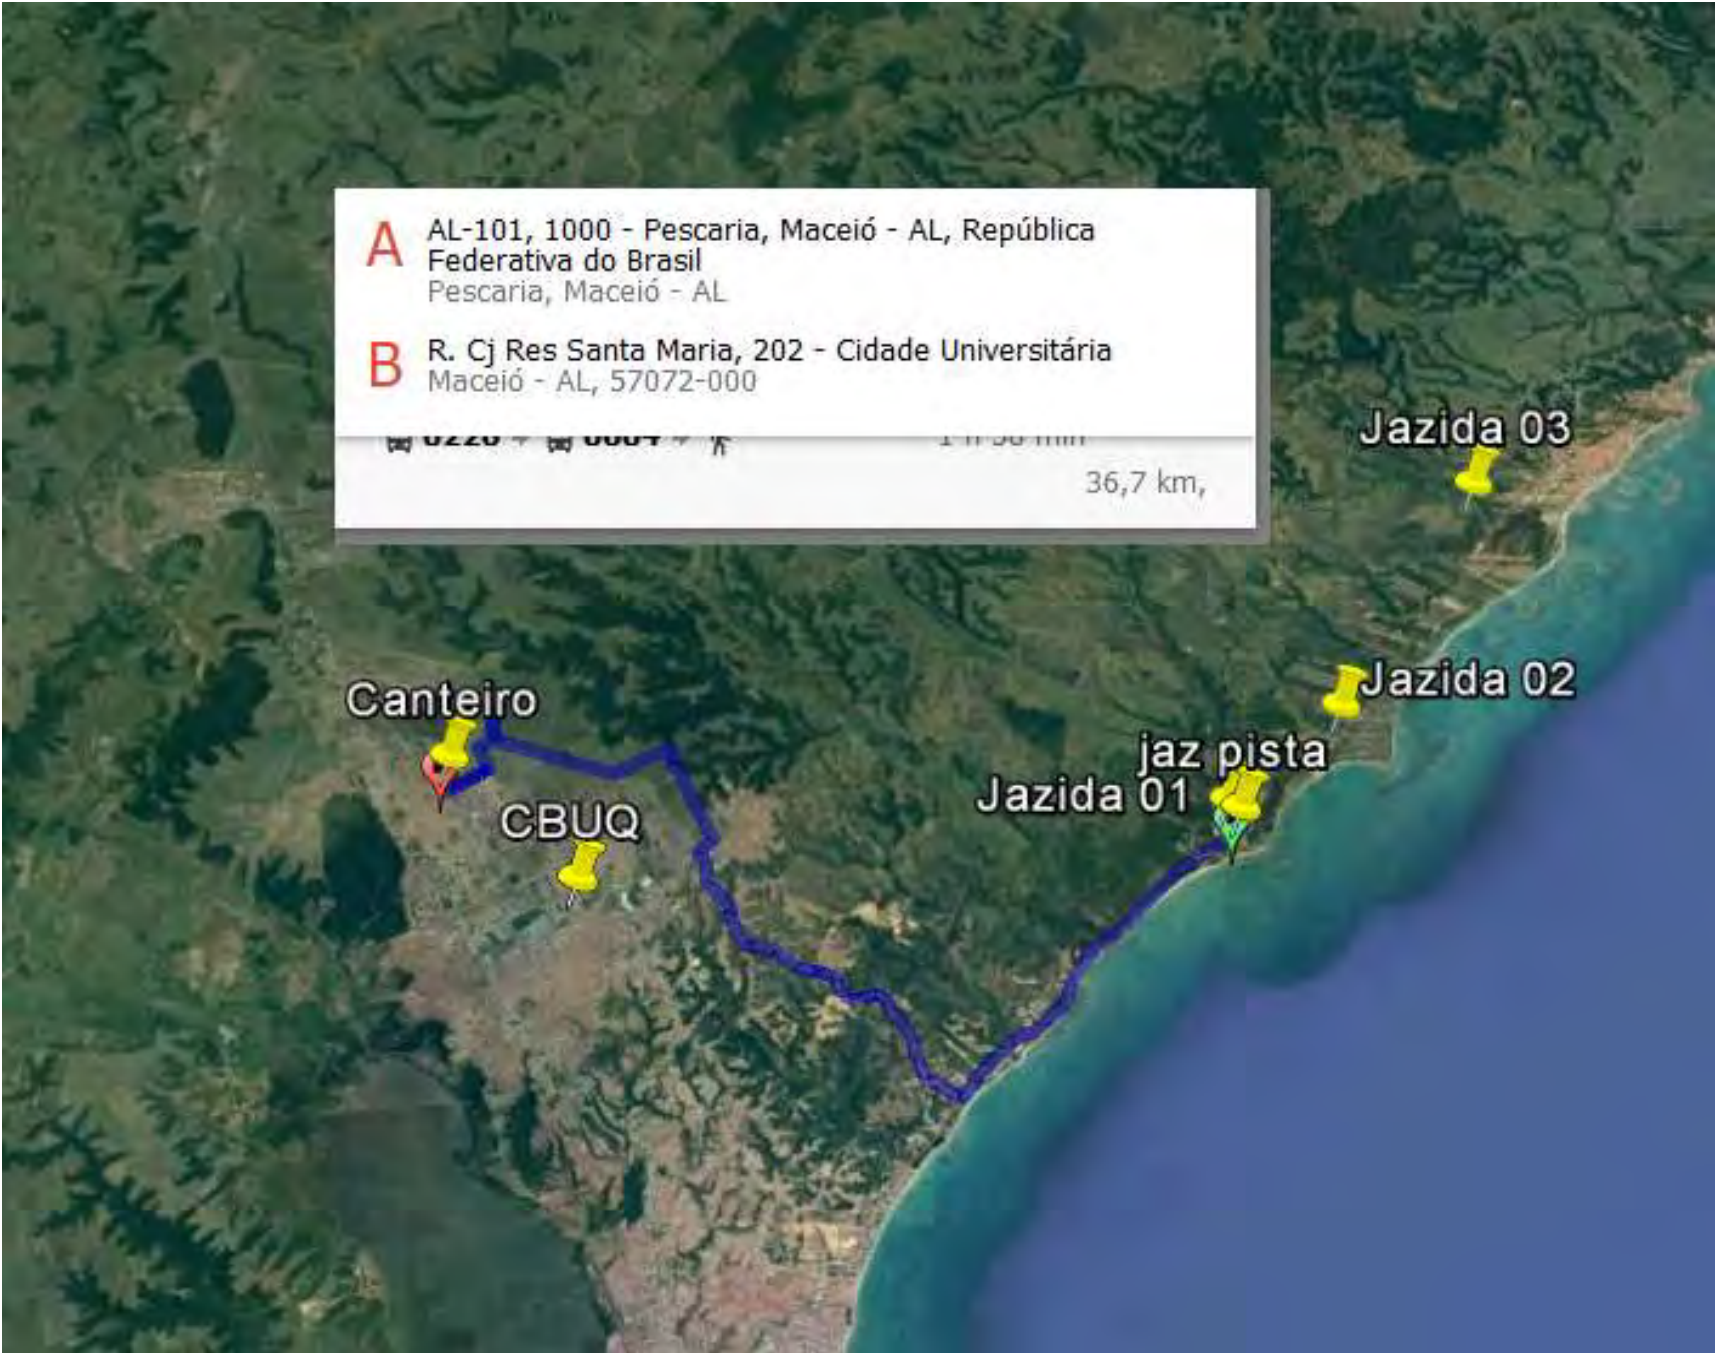 A
AL-101, 1000 - Pescaria, Maceió - AL, República
Federativa do Brasil
Pescaria, Maceió - AL
B
R. Cj Res Santa Maria, 202 - Cidade Universitária
Maceió - AL, 57072-000
36,7 km,
Jazida 03
Jazida 02
Canteiro
jaz pista
Jazida 01
CBUQ